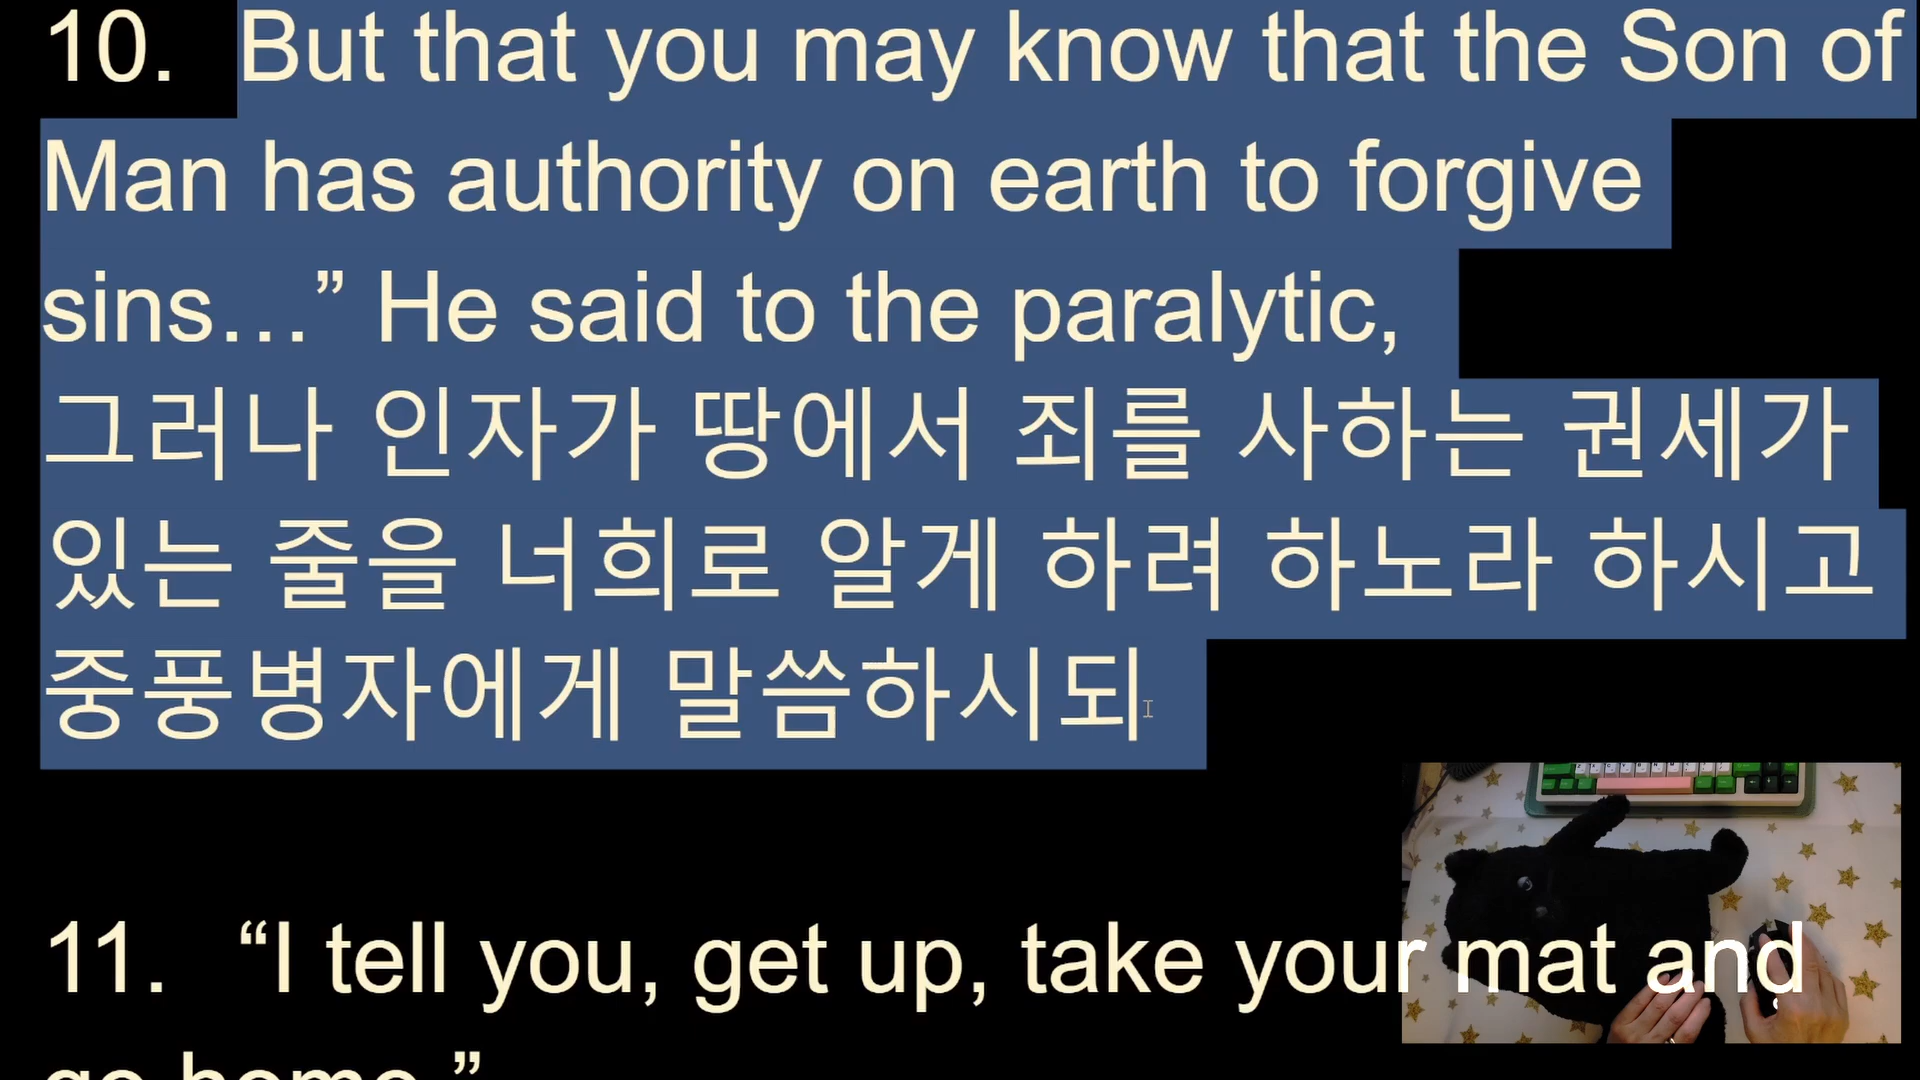 10. But that you may know that the Son of
Man has authority on earth to forgive
sins…” He said to the paralytic,
그러나 인자가 땅에서 죄를 사하는 권세가
있는 줄을 너희로 알게 하려 하노라 하시고
중풍병자에게 말씀하시되
11. “I tell you, get up, take your mat and
go home.”